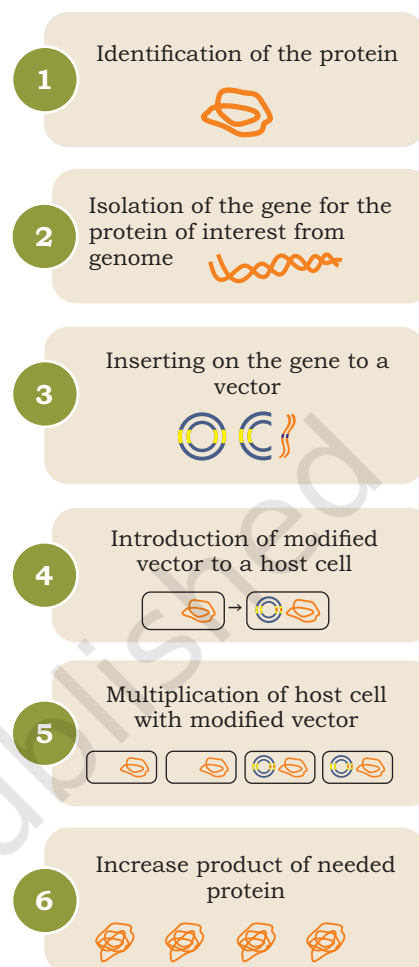 1
Identification of the protein
2
Isolation of the gene for the
protein of interest from
genome
3
Inserting on the gene to a
vector
4
Introduction of modified
vector to a host cell
5
Multiplication of host cell
with modified vector
6
Increase product of needed
protein